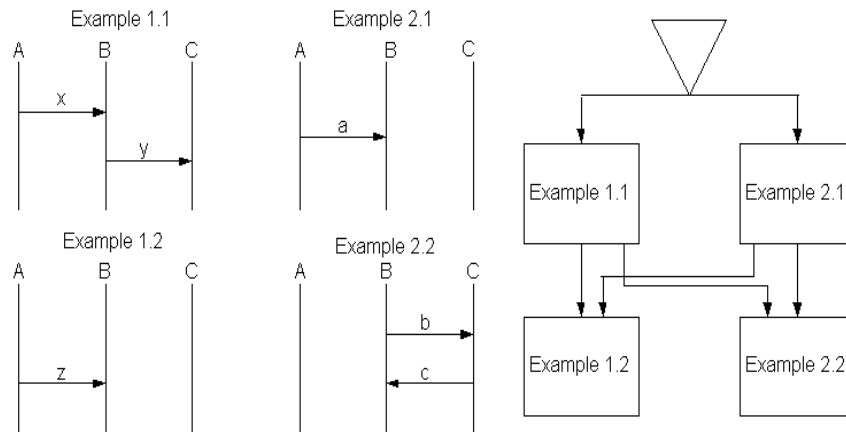 Example 1.1
A B C
x
y
Example 2.1
A B C
a
Example 1.2
A B C
z
Example 2.2
A B C
b
c
Example 1.1
Example 2.1
Example 1.2
Example 2.2